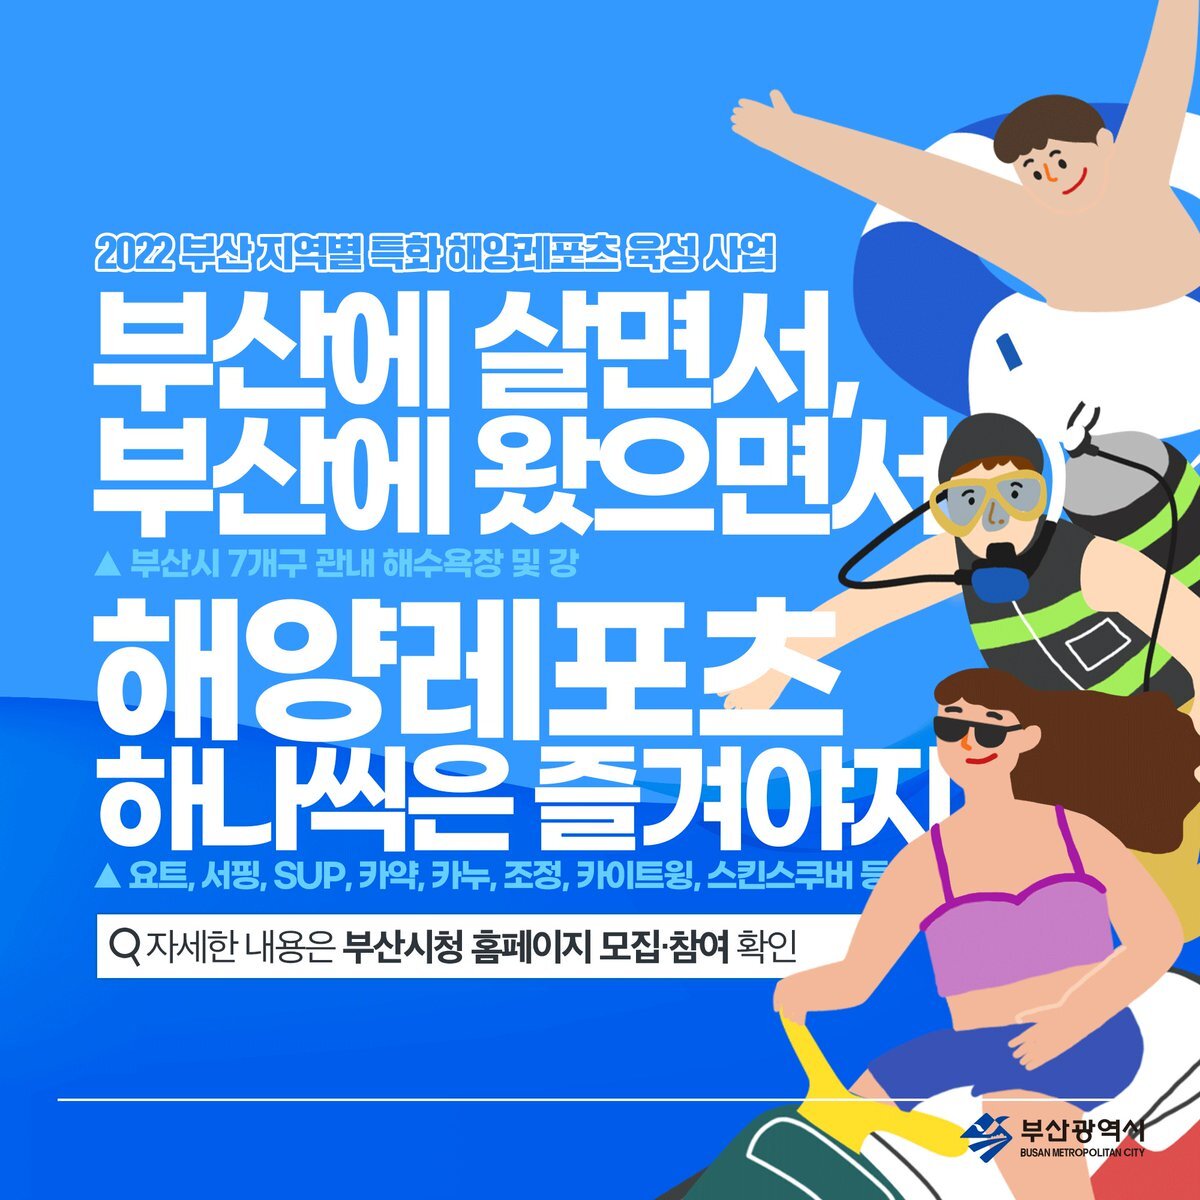 2022 부산 지역별 특화 해양레포츠 육성 사업
부산에 살면서,
부산에 왔으면서
▲ 부산시 7개구 관내 해수욕장 및 강
해양레포츠
하나씩은 즐겨야지
▲ 요트, 서핑, SUP, 카약, 카누, 조정, 카이트윙, 스킨스쿠버 등
자세한 내용은 부산시청 홈페이지 모집·참여 확인
부산광역시
BUSAN METROPOLITAN CITY